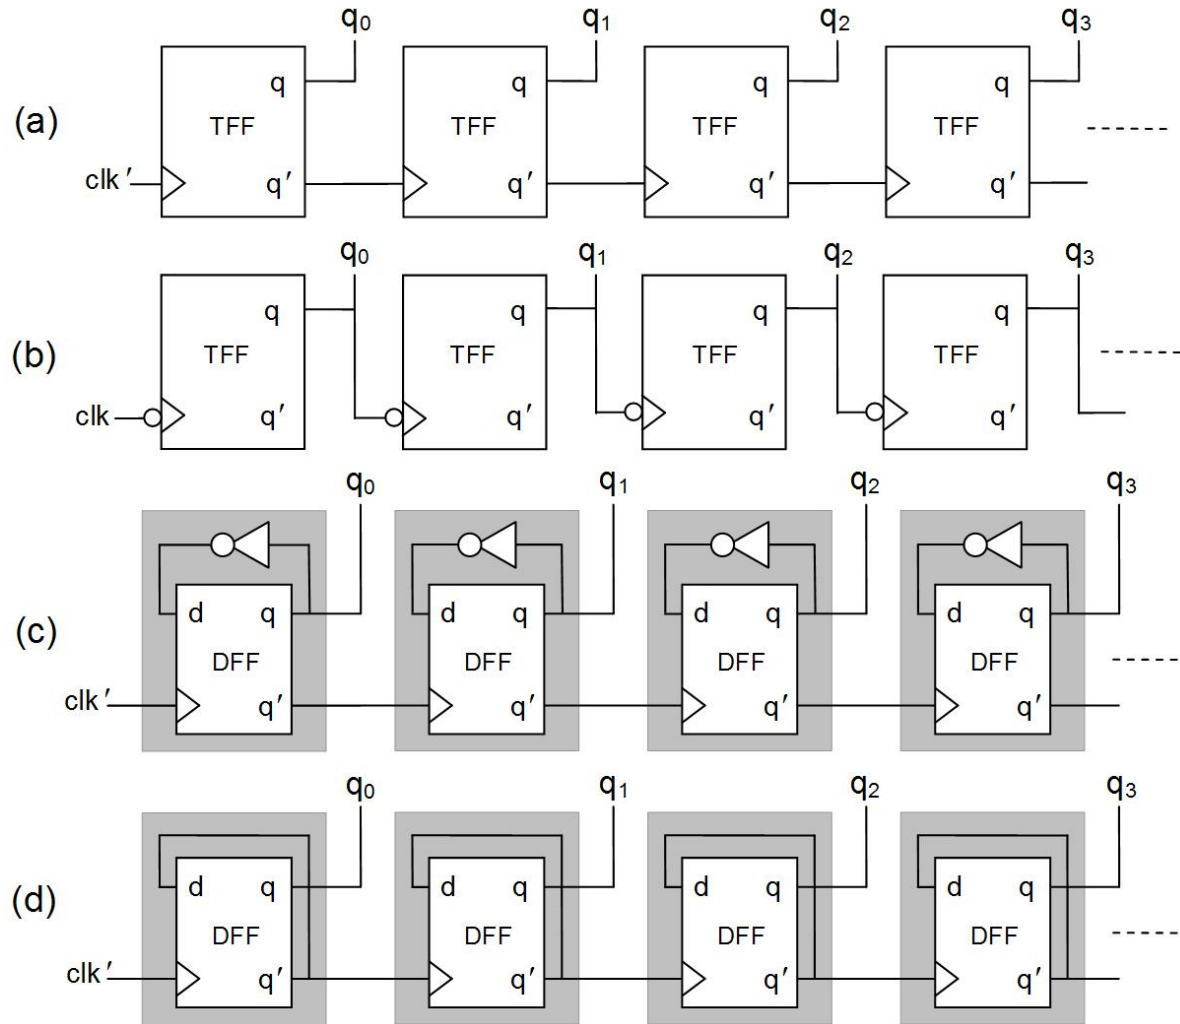 q₀ q₁ q₂ q₃
(a)
q q q q
TFF TFF TFF TFF
clk′ q′ q′ q′ q′
q₀ q₁ q₂ q₃
(b)
q q q q
TFF TFF TFF TFF
clk q′ q′ q′ q′
q₀ q₁ q₂ q₃
(c)
d q d q d q d q
DFF DFF DFF DFF
clk′ q′ q′ q′ q′
q₀ q₁ q₂ q₃
(d)
d q d q d q d q
DFF DFF DFF DFF
clk′ q′ q′ q′ q′